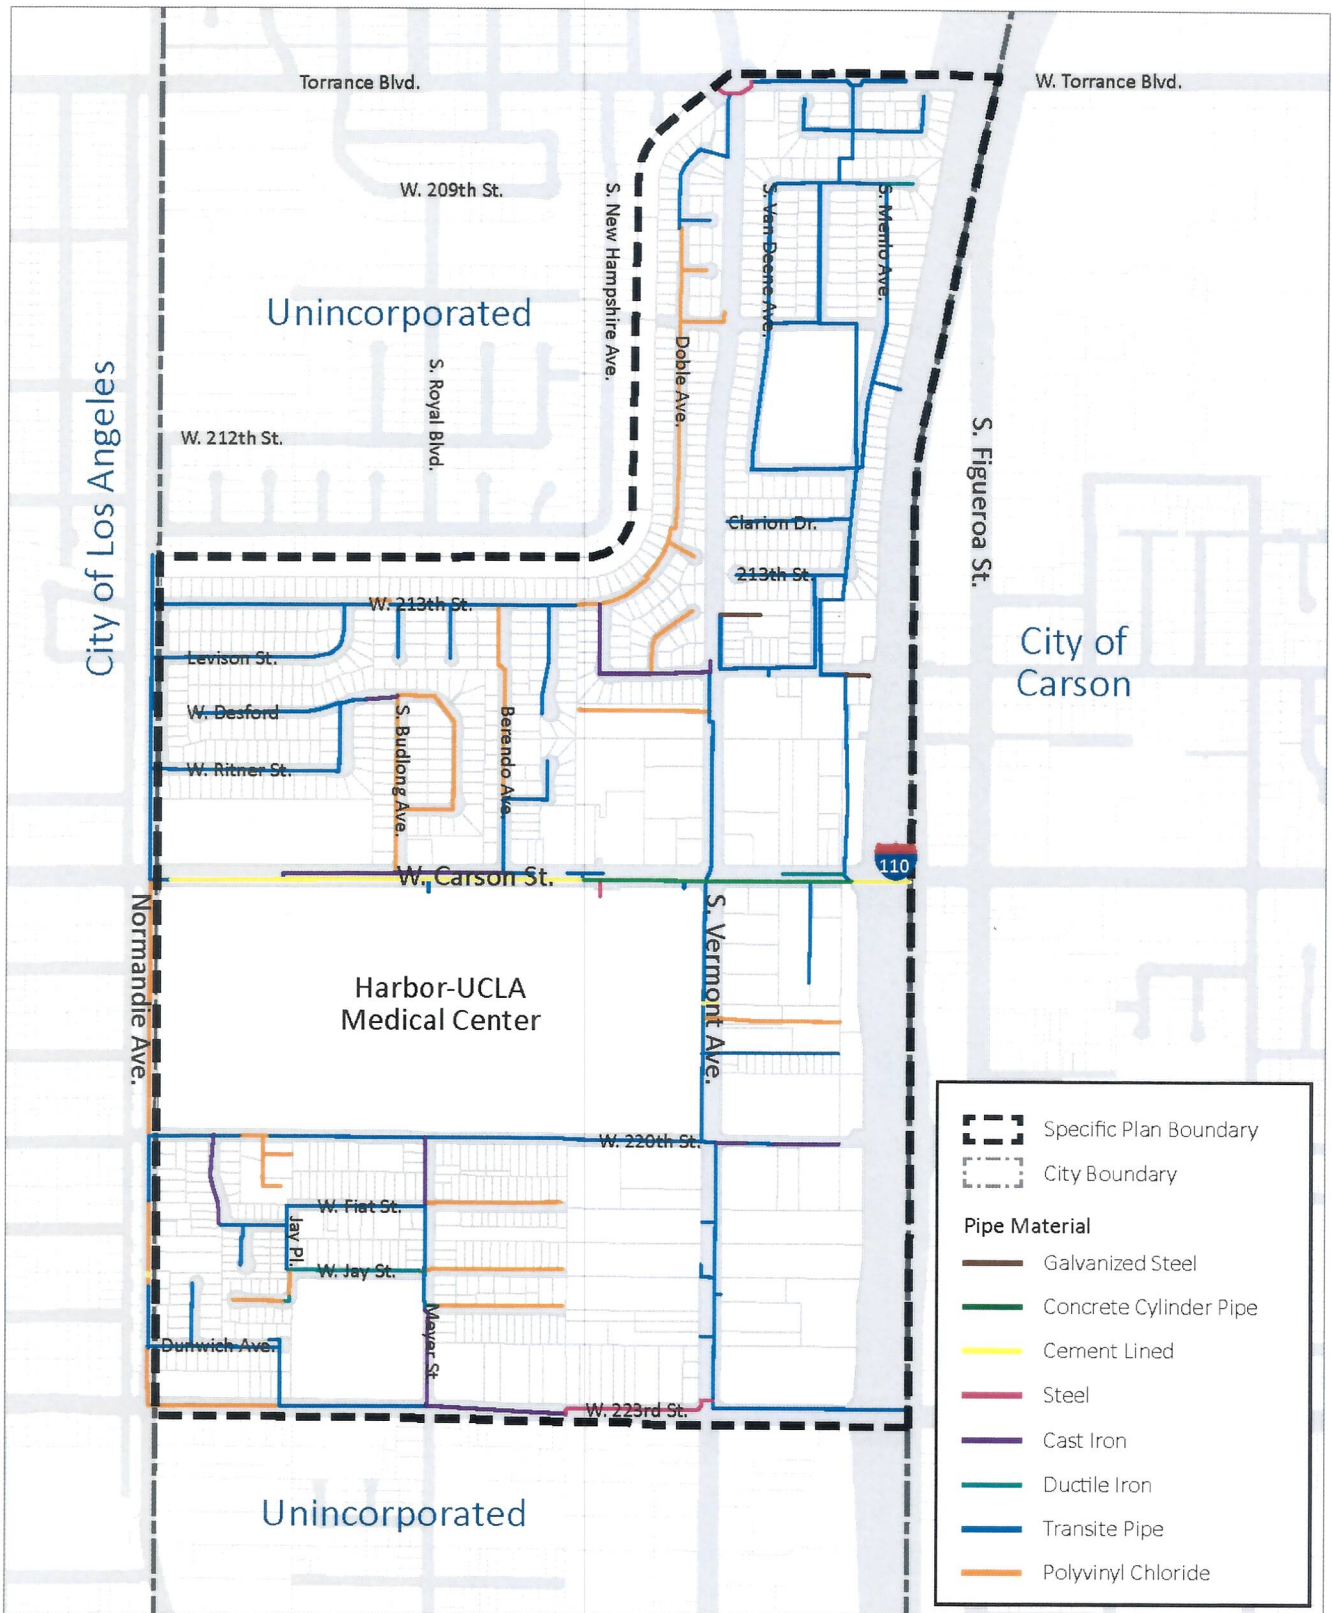 Torrance Blvd.
W. Torrance Blvd.
W. 209th St.
S. New Hampshire Ave.
S. Van Deene Ave.
S. Menlo Ave.
Unincorporated
Doble Ave.
S. Royal Blvd.
City of Los Angeles
W. 212th St.
S. Figueroa St.
Clarion Dr.
213th St.
W. 213th St.
City of
Carson
Levison St.
W. Desford
S. Budlong Ave.
Berendo Ave.
W. Ritner St.
110
W. Carson St.
Normandie Ave.
S. Vermont Ave.
Harbor-UCLA
Medical Center
W. 220th St.
W. Fiat St.
Jay Pl.
W. Jay St.
Meyer St
Dunwich Ave.
W. 223rd St.
Unincorporated
Specific Plan Boundary
City Boundary
Pipe Material
Galvanized Steel
Concrete Cylinder Pipe
Cement Lined
Steel
Cast Iron
Ductile Iron
Transite Pipe
Polyvinyl Chloride